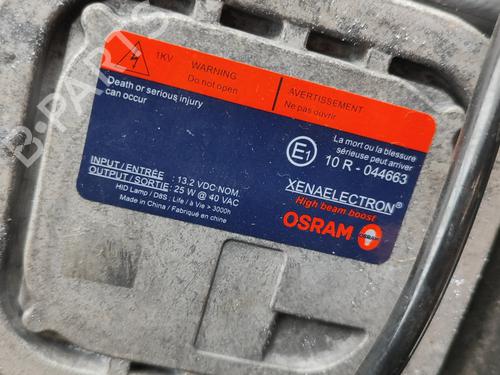 1KV
WARNING
Do not open
AVERTISSEMENT
Ne pas ouvrir
Death or serious injury
can occur
La mort ou la blessure
sérieuse peut arriver
E1 10 R - 044663
INPUT / ENTRÉE : 13.2 VDC NOM.
OUTPUT / SORTIE: 25 W @ 40 VAC
HID Lamp / D8S : Life / à Vie > 3000h
Made in China / Fabriqué en chine
XENAELECTRON®
High beam boost
OSRAM
OSRAM
B-PARTS